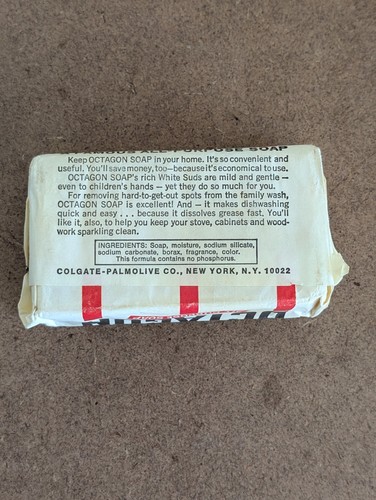 ALL-PURPOSE SOAP
Keep OCTAGON SOAP in your home. It's so convenient and
useful. You'll save money, too—because it's economical to use.
OCTAGON SOAP's rich White Suds are mild and gentle —
even to children's hands — yet they do so much for you.
For removing hard-to-get-out spots from the family wash,
OCTAGON SOAP is excellent! And — it makes dishwashing
quick and easy . . . because it dissolves grease fast. You'll
like it, also, to help you keep your stove, cabinets and wood-
work sparkling clean.
INGREDIENTS: Soap, moisture, sodium silicate,
sodium carbonate, borax, fragrance, color.
This formula contains no phosphorus.
COLGATE-PALMOLIVE CO., NEW YORK, N.Y. 10022